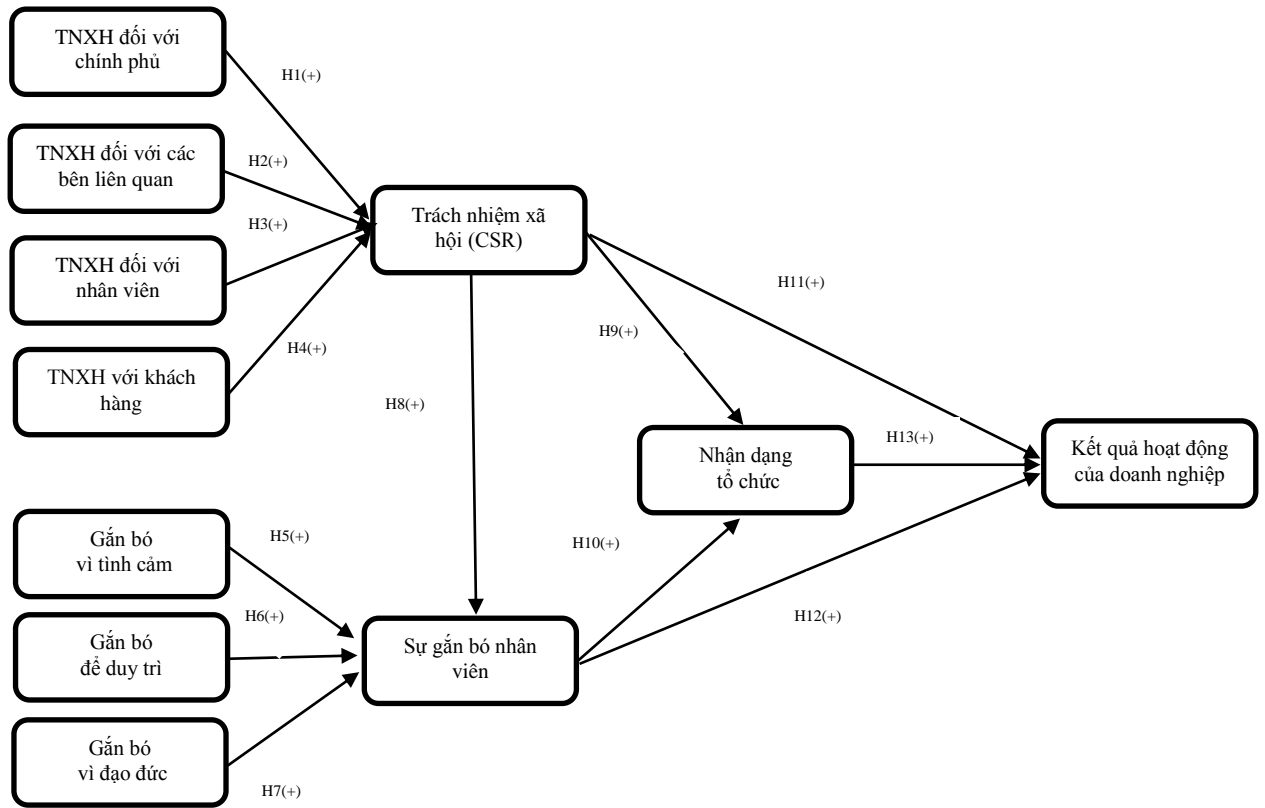 TNXH đối với
chính phủ
H1(+)
TNXH đối với các
bên liên quan
H2(+)
H3(+)
TNXH đối với
nhân viên
H4(+)
TNXH với khách
hàng
Trách nhiệm xã
hội (CSR)
H11(+)
H9(+)
H8(+)
Nhận dạng
tổ chức
H13(+)
Kết quả hoạt động
của doanh nghiệp
Gắn bó
vì tình cảm
H5(+)
H10(+)
H6(+)
H12(+)
Gắn bó
để duy trì
Sự gắn bó nhân
viên
Gắn bó
vì đạo đức
H7(+)